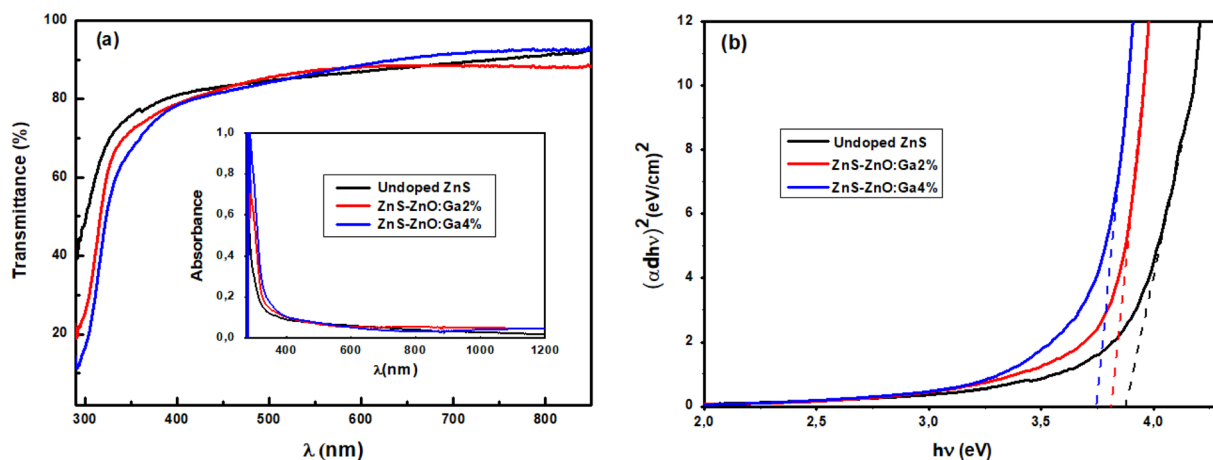 (a)
Transmittance (%)
100
80
60
40
20
300
400
500
600
700
800
λ (nm)
Absorbance
1,0
0,8
0,6
0,4
0,2
0,0
400
600
800
1000
1200
λ(nm)
Undoped ZnS
ZnS-ZnO:Ga2%
ZnS-ZnO:Ga4%
(b)
(αdhν)²(eV/cm)²
12
10
8
6
4
2
0
2,0
2,5
3,0
3,5
4,0
hν (eV)
Undoped ZnS
ZnS-ZnO:Ga2%
ZnS-ZnO:Ga4%